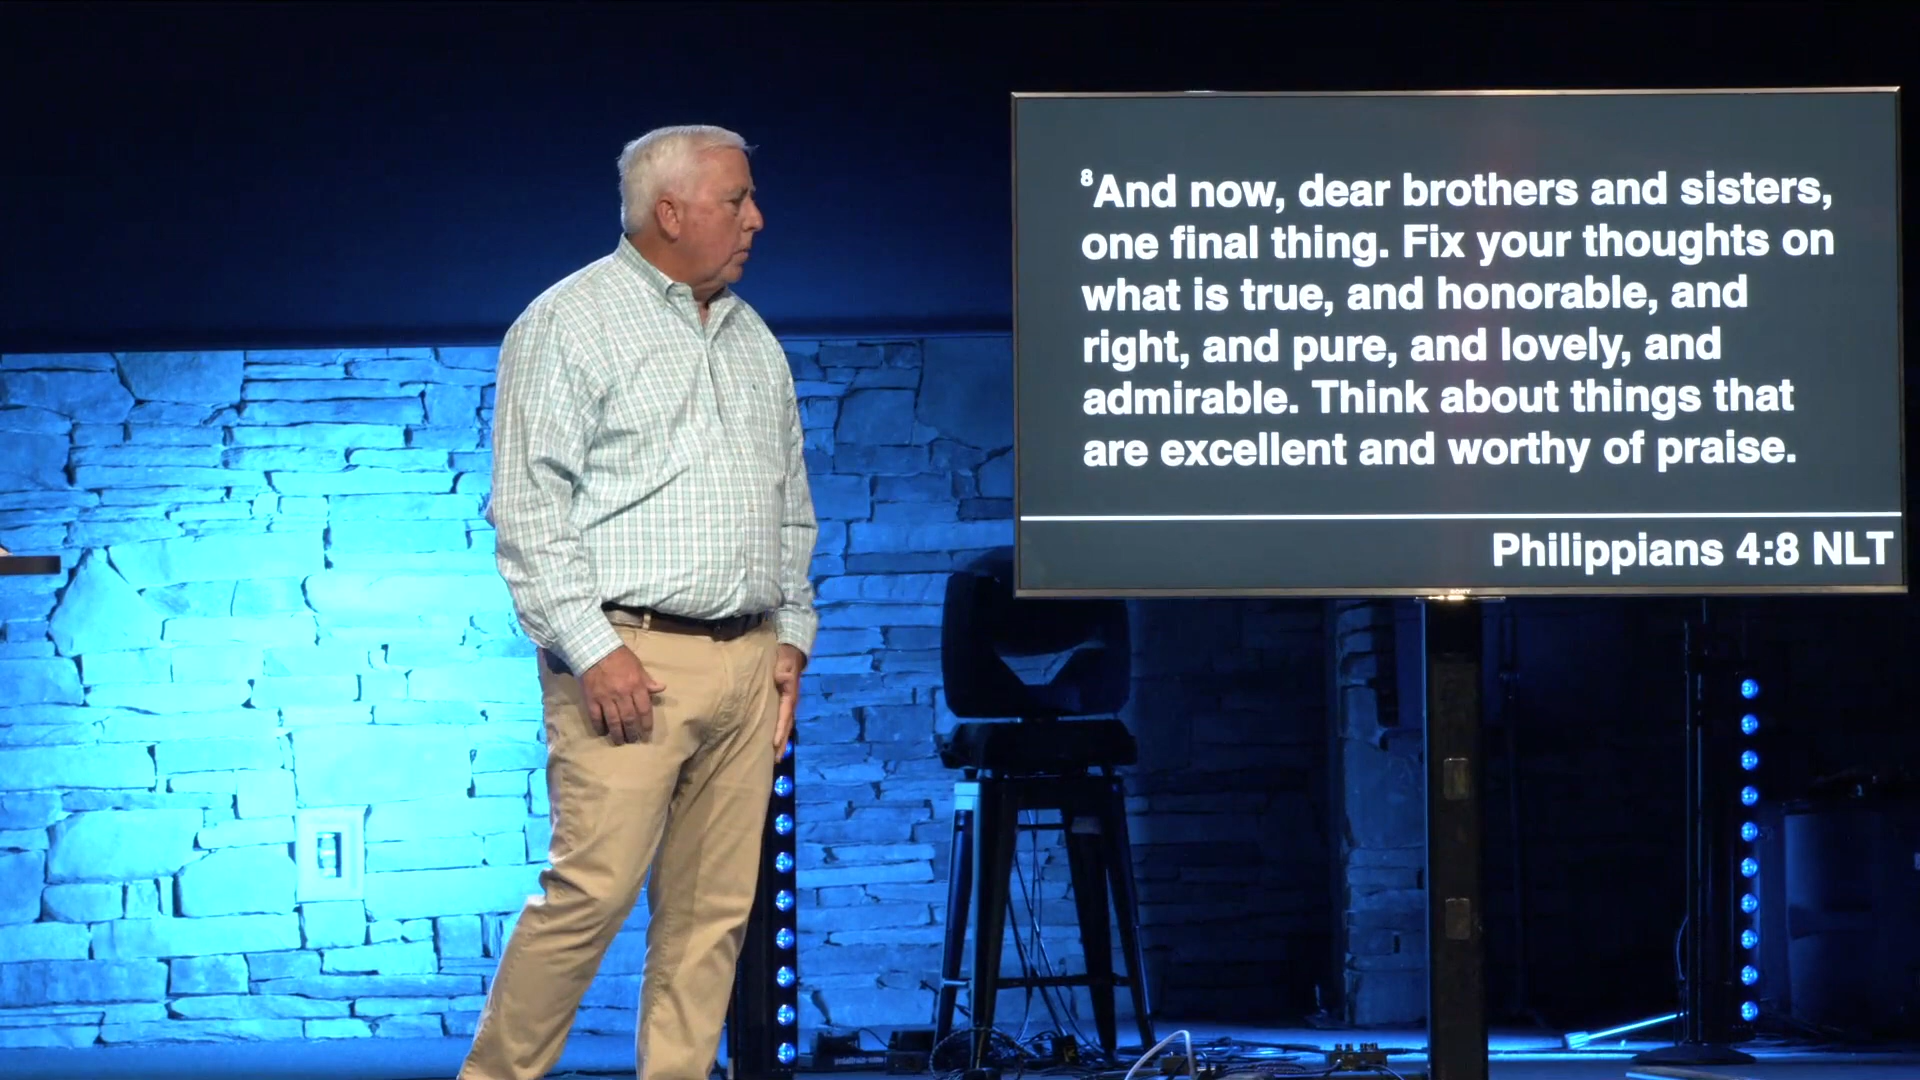 ⁸And now, dear brothers and sisters,
one final thing. Fix your thoughts on
what is true, and honorable, and
right, and pure, and lovely, and
admirable. Think about things that
are excellent and worthy of praise.
Philippians 4:8 NLT
SONY